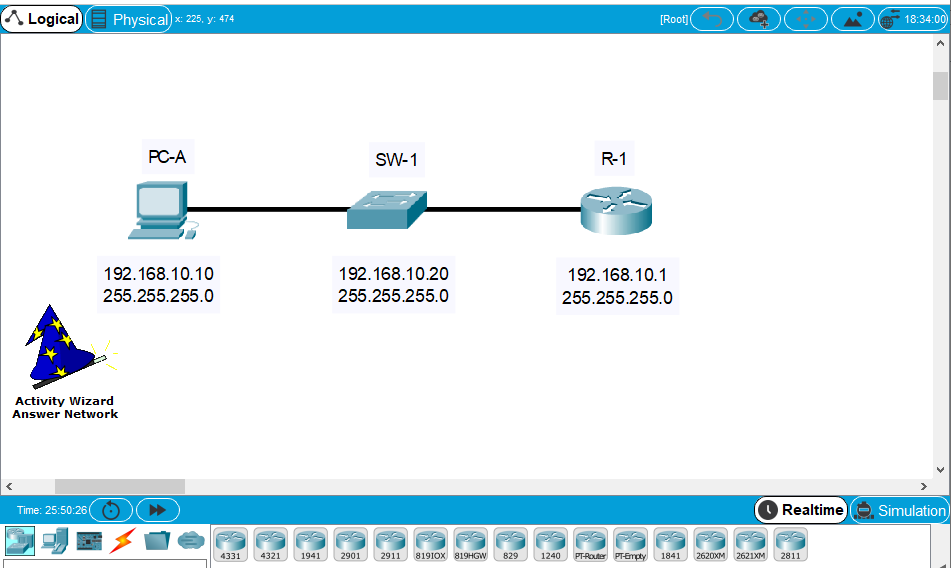 Logical
Physical
x: 225, y: 474
[Root]
18:34:00
PC-A
SW-1
R-1
192.168.10.10
255.255.255.0
192.168.10.20
255.255.255.0
192.168.10.1
255.255.255.0
Activity Wizard
Answer Network
Time: 25:50:26
Realtime
Simulation
4331
4321
1941
2901
2911
819IOX
819HGW
829
1240
PT-Router
PT-Empty
1841
2620XM
2621XM
2811